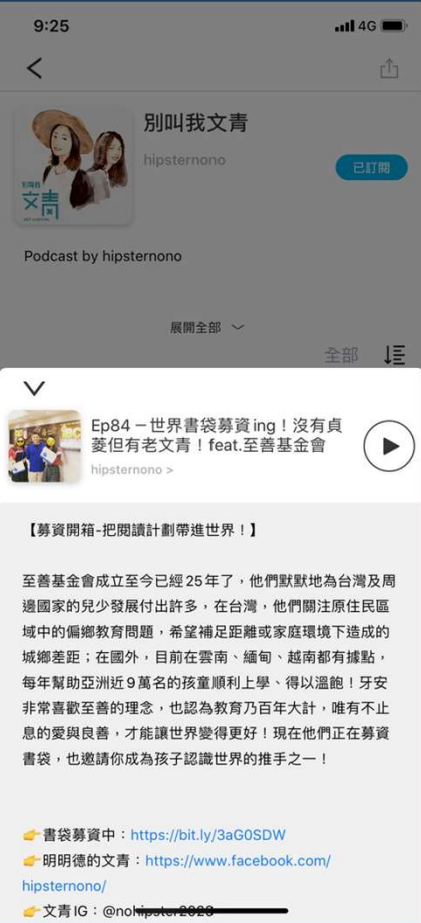 9:25
4G
別叫我文青
hipsternono
已訂閱
文青
Podcast by hipsternono
展開全部
全部
Ep84－世界書袋募資ing！沒有貞
菱但有老文青！feat.至善基金會
hipsternono >
【募資開箱-把閱讀計劃帶進世界！】
至善基金會成立至今已經25年了，他們默默地為台灣及周
邊國家的兒少發展付出許多，在台灣，他們關注原住民區
域中的偏鄉教育問題，希望補足距離或家庭環境下造成的
城鄉差距；在國外，目前在雲南、緬甸、越南都有據點，
每年幫助亞洲近9萬名的孩童順利上學、得以溫飽！牙安
非常喜歡至善的理念，也認為教育乃百年大計，唯有不止
息的愛與良善，才能讓世界變得更好！現在他們正在募資
書袋，也邀請你成為孩子認識世界的推手之一！
👉書袋募資中：https://bit.ly/3aG0SDW
👉明明德的文青：https://www.facebook.com/
hipsternono/
👉文青IG：@nohipster2023